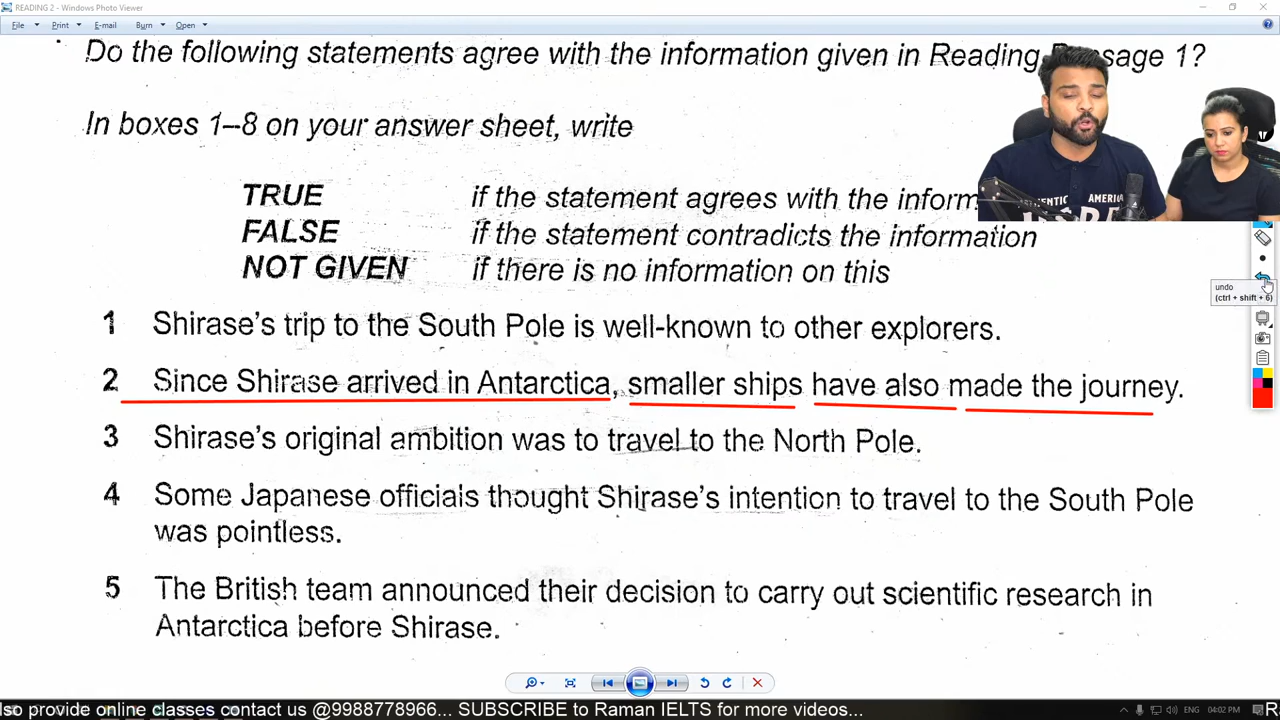 READING 2 - Windows Photo Viewer
File Print E-mail Burn Open
Do the following statements agree with the information given in Reading Passage 1?
In boxes 1–8 on your answer sheet, write
TRUE if the statement agrees with the inform
FALSE if the statement contradicts the information
NOT GIVEN if there is no information on this
undo
(ctrl + shift + 6)
1 Shirase's trip to the South Pole is well-known to other explorers.
2 Since Shirase arrived in Antarctica, smaller ships have also made the journey.
3 Shirase's original ambition was to travel to the North Pole.
4 Some Japanese officials thought Shirase's intention to travel to the South Pole
was pointless.
5 The British team announced their decision to carry out scientific research in
Antarctica before Shirase.
lso provide online classes contact us @9988778966... SUBSCRIBE to Raman IELTS for more videos...
ENG 04:02 PM